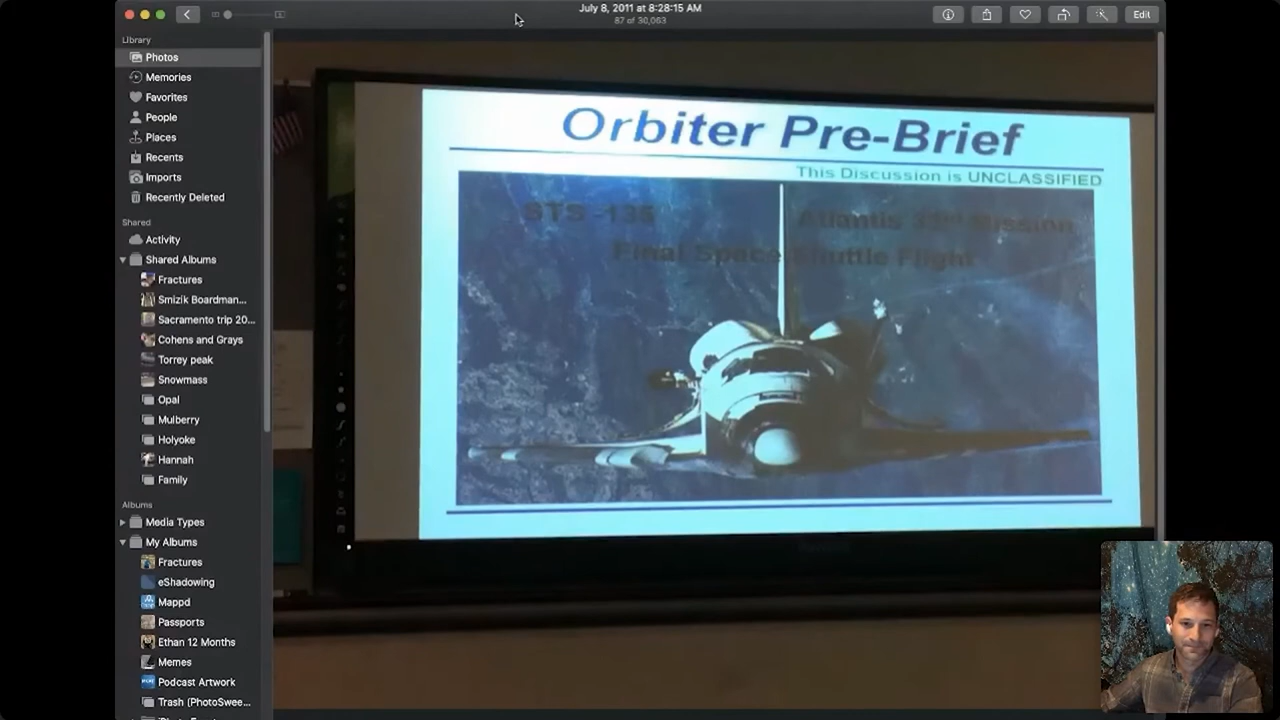 July 8, 2011 at 8:28:15 AM
87 of 30,063
Edit
Library
Photos
Memories
Favorites
People
Places
Recents
Imports
Recently Deleted
Shared
Activity
Shared Albums
Fractures
Smizik Boardman...
Sacramento trip 20...
Cohens and Grays
Torrey peak
Snowmass
Opal
Mulberry
Holyoke
Hannah
Family
Albums
Media Types
My Albums
Fractures
eShadowing
Mappd
Passports
Ethan 12 Months
Memes
Podcast Artwork
Trash (PhotoSwee...
Orbiter Pre-Brief
This Discussion is UNCLASSIFIED
STS -135 Atlantis 33rd Mission
Final Space Shuttle Flight